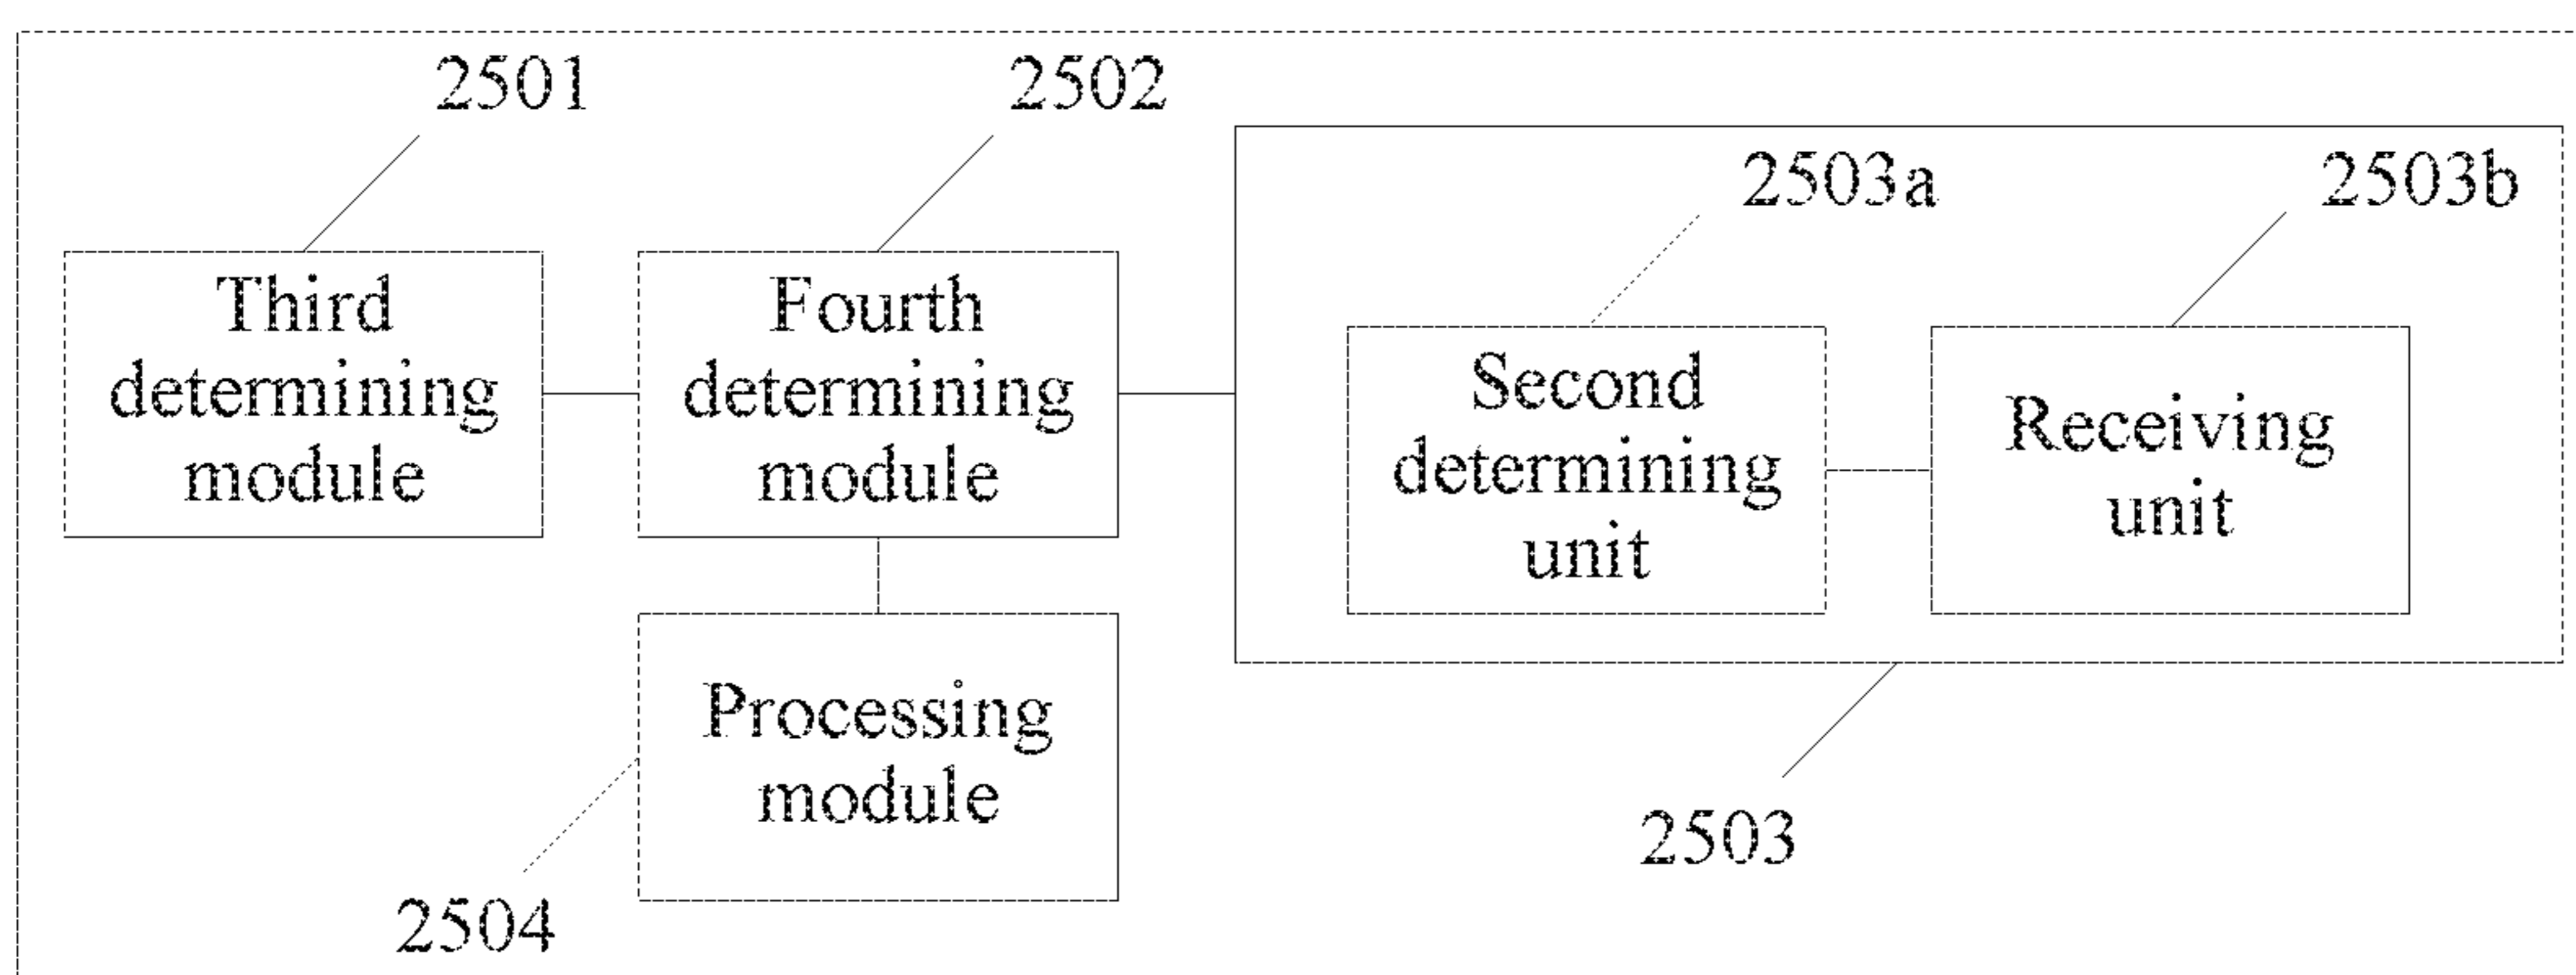 2501
2502
2503a
2503b
Third
determining
module
Fourth
determining
module
Second
determining
unit
Receiving
unit
Processing
module
2503
2504